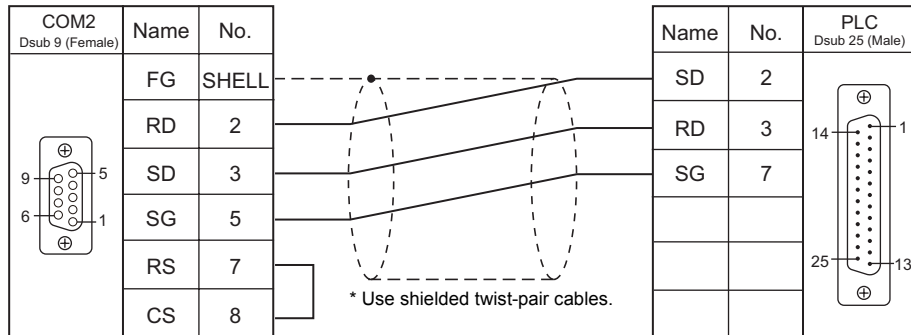 COM2
Dsub 9 (Female)
Name
No.
FG
SHELL
RD
2
SD
3
SG
5
RS
7
CS
8
9
5
6
1
* Use shielded twist-pair cables.
Name
No.
PLC
Dsub 25 (Male)
SD
2
RD
3
SG
7
14
1
25
13